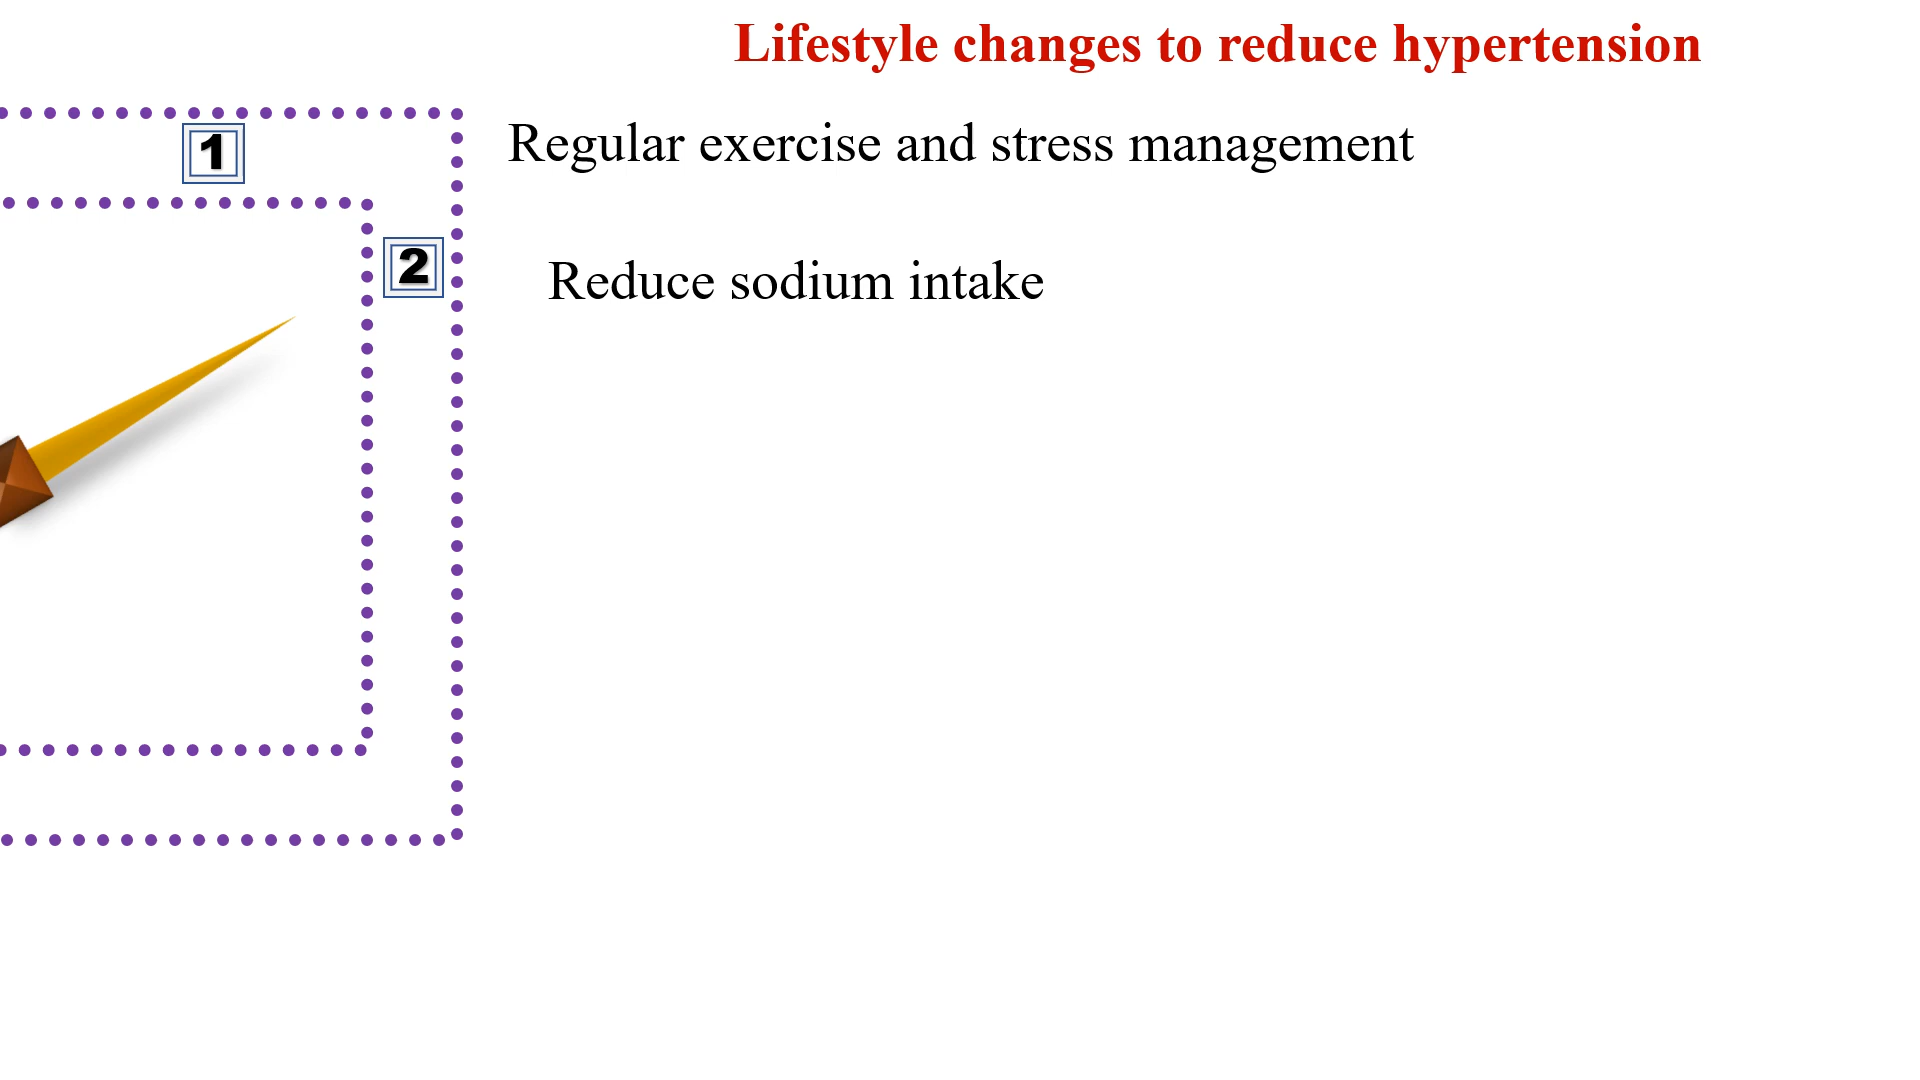 Lifestyle changes to reduce hypertension
1
Regular exercise and stress management
2
Reduce sodium intake